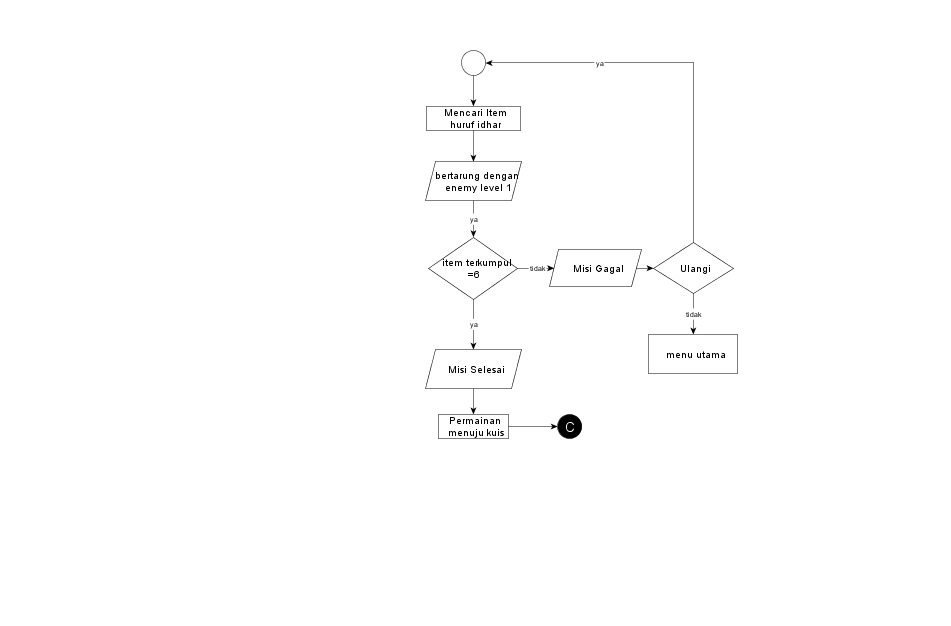 ya
Mencari Item
huruf idhar
bertarung dengan
enemy level 1
ya
item terkumpul
=6
tidak
Misi Gagal
Ulangi
ya
tidak
menu utama
Misi Selesai
Permainan
menuju kuis
C